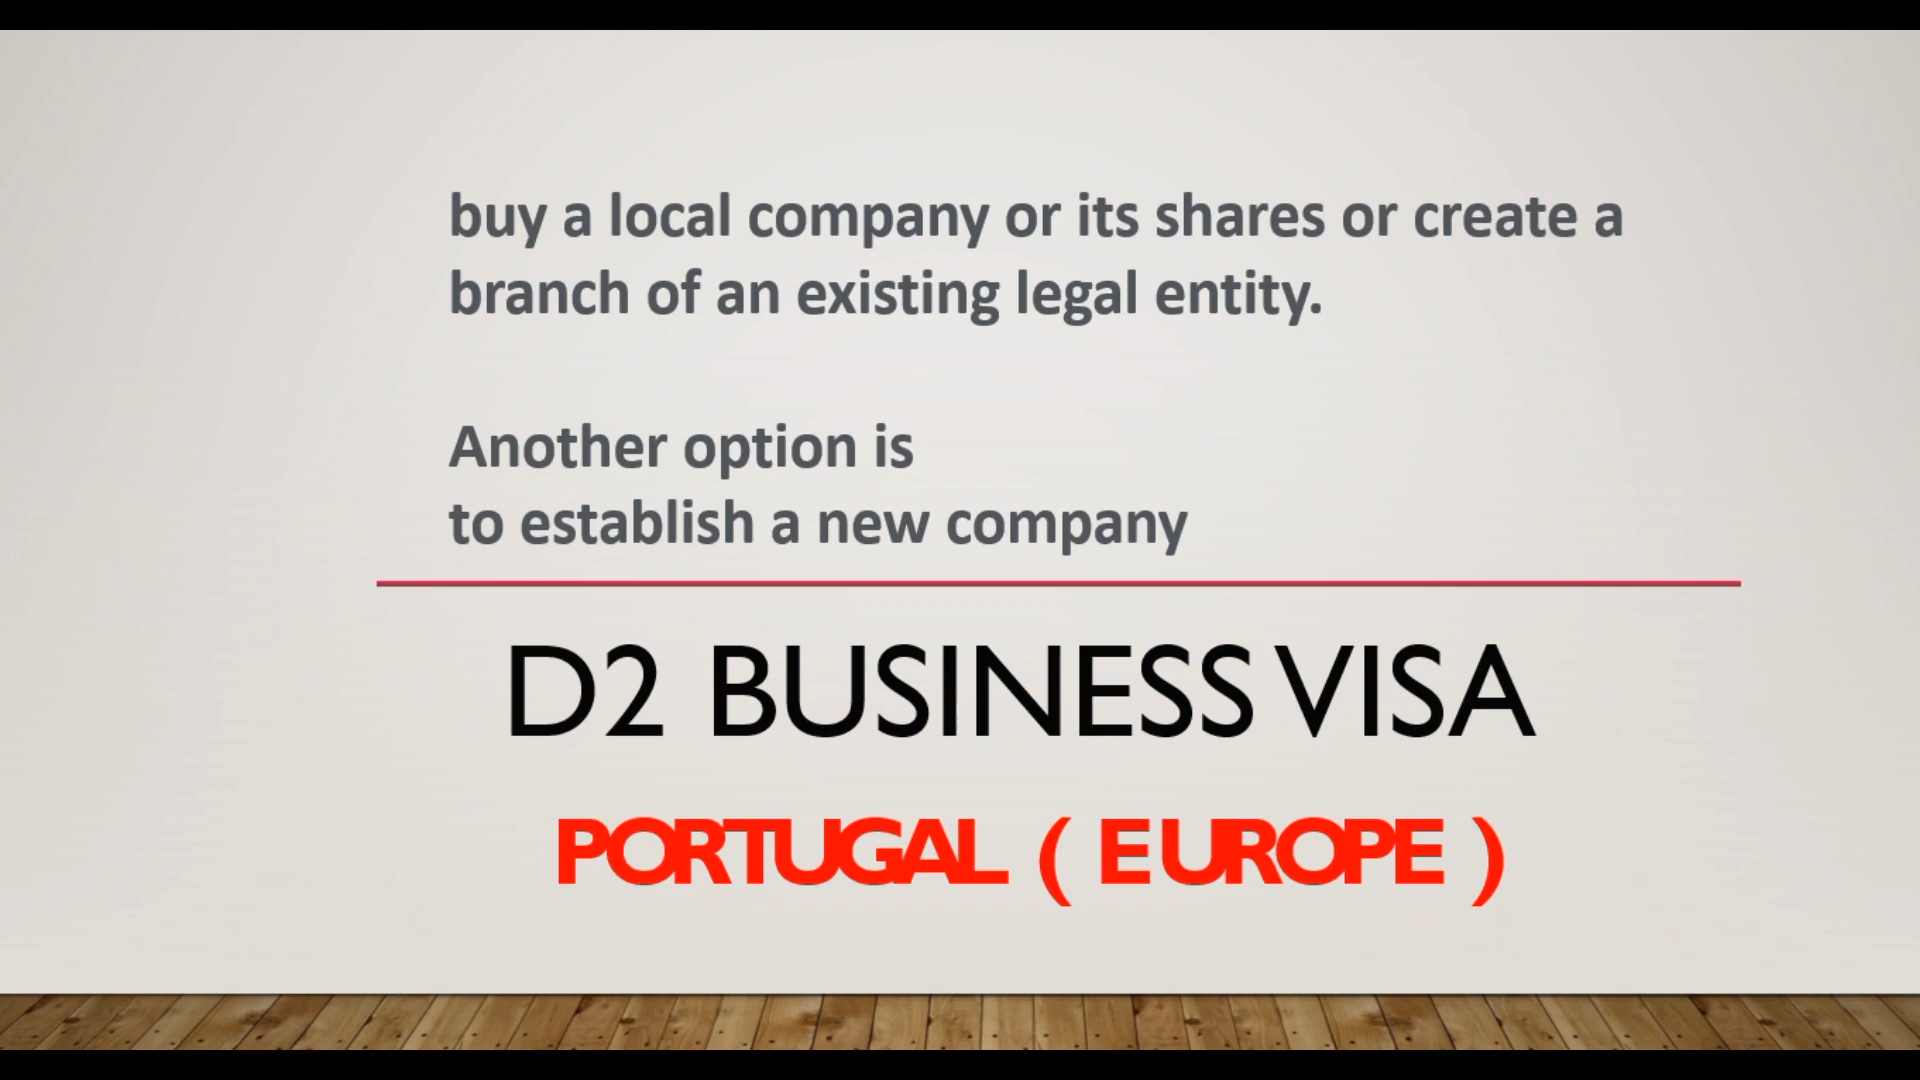 buy a local company or its shares or create a
branch of an existing legal entity.
Another option is
to establish a new company
D2 BUSINESS VISA
PORTUGAL ( EUROPE )